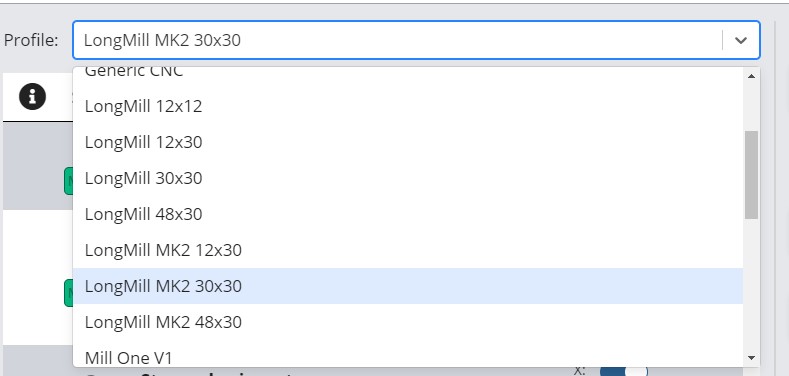 Profile: LongMill MK2 30x30
Generic CNC
LongMill 12x12
LongMill 12x30
LongMill 30x30
LongMill 48x30
LongMill MK2 12x30
LongMill MK2 30x30
LongMill MK2 48x30
Mill One V1
X: